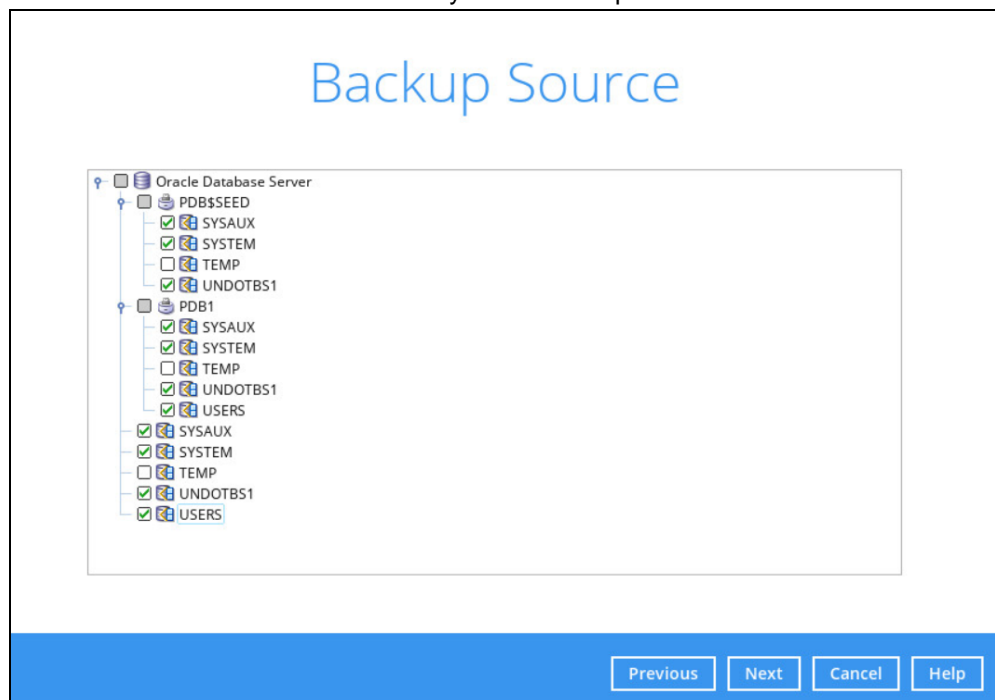 Backup Source
Oracle Database Server
PDB$SEED
SYSAUX
SYSTEM
TEMP
UNDOTBS1
PDB1
SYSAUX
SYSTEM
TEMP
UNDOTBS1
USERS
SYSAUX
SYSTEM
TEMP
UNDOTBS1
USERS
Previous Next Cancel Help